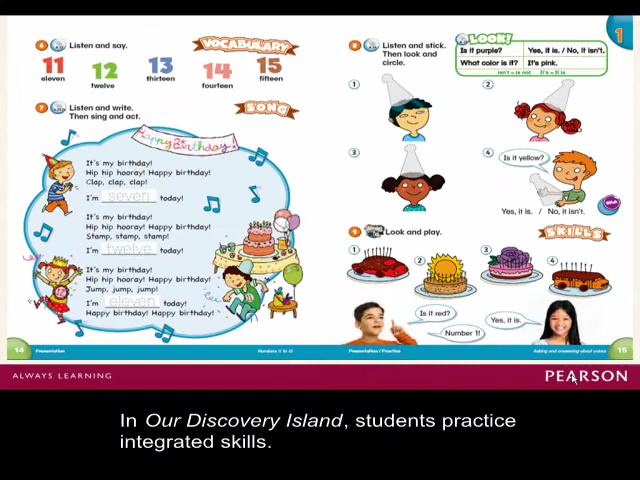 6 Listen and say.
VOCABULARY
11 12 13 14 15
eleven twelve thirteen fourteen fifteen
7 Listen and write.
Then sing and act.
SONG
Happy Birthday!
It's my birthday!
Hip hip hooray! Happy birthday!
Clap, clap, clap!
I'm seven today!
It's my birthday!
Hip hip hooray! Happy birthday!
Stamp, stamp, stamp!
I'm twelve today!
It's my birthday!
Hip hip hooray! Happy birthday!
Jump, jump, jump!
I'm eleven today!
Happy birthday! Happy birthday!
14 Presentation
Numbers 11 to 15
1
8 Listen and stick.
Then look and
circle.
LOOK!
Is it purple? Yes, it is. / No, it isn't.
What color is it? It's pink.
isn't = is not It's = It is
1
2
3
4
Is it yellow?
Yes, it is. / No, it isn't.
9 Look and play.
SKILLS
1
2
3
4
Is it red?
Number 1!
Yes, it is.
Presentation / Practice
Asking and answering about colors 15
ALWAYS LEARNING
PEARSON
In Our Discovery Island, students practice
integrated skills.